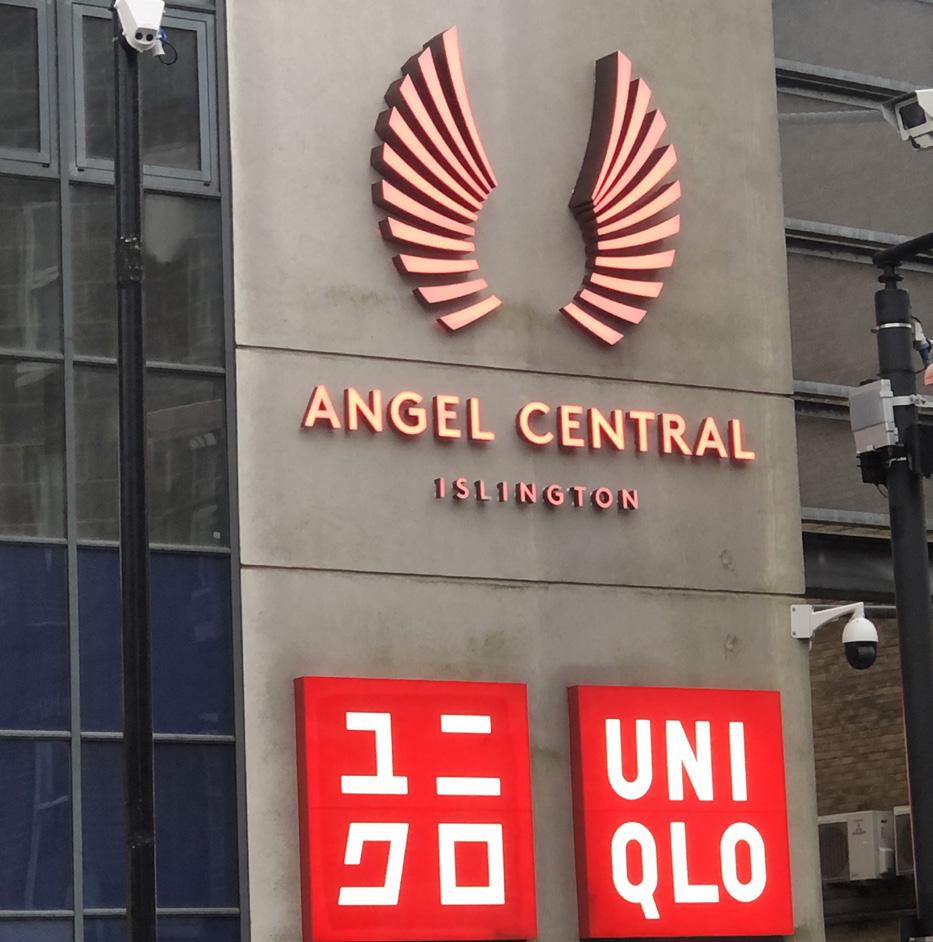 ANGEL CENTRAL
ISLINGTON
ユニ
クロ
UNI
QLO